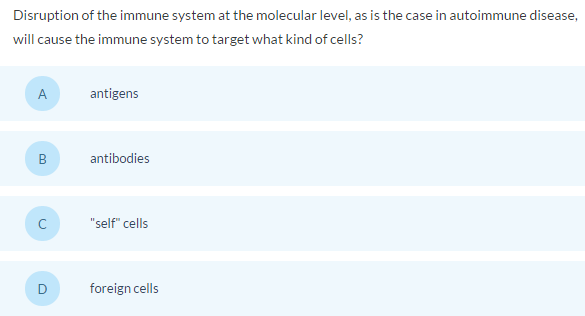 Disruption of the immune system at the molecular level, as is the case in autoimmune disease,
will cause the immune system to target what kind of cells?
A antigens
B antibodies
C "self" cells
D foreign cells